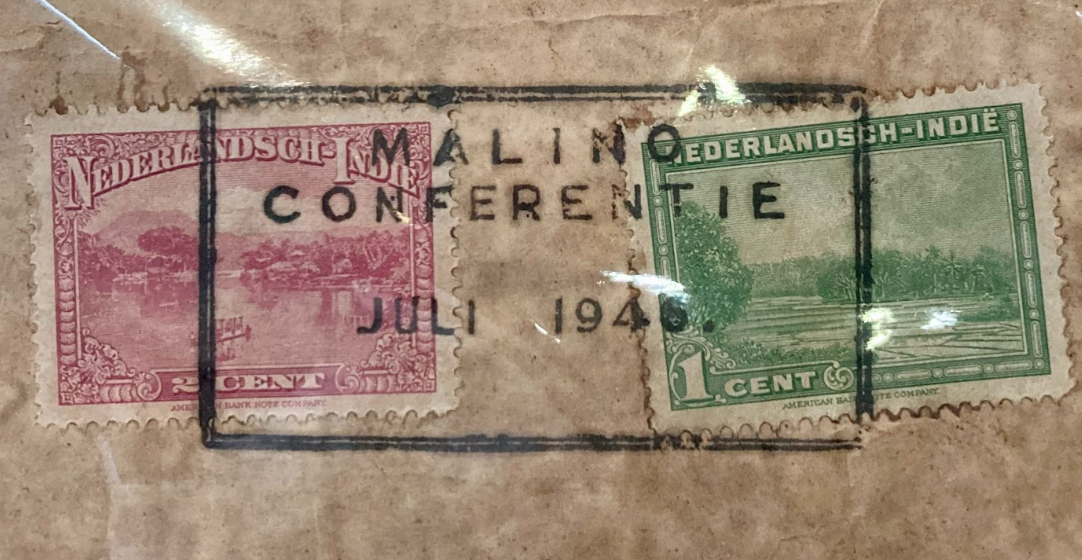 NEDERLANDSCH-INDIË
2 CENT
AMERICAN BANK NOTE COMPANY.
MALINO
CONFERENTIE
JULI 1946.
NEDERLANDSCH-INDIË
1 CENT
AMERICAN BANK NOTE COMPANY.